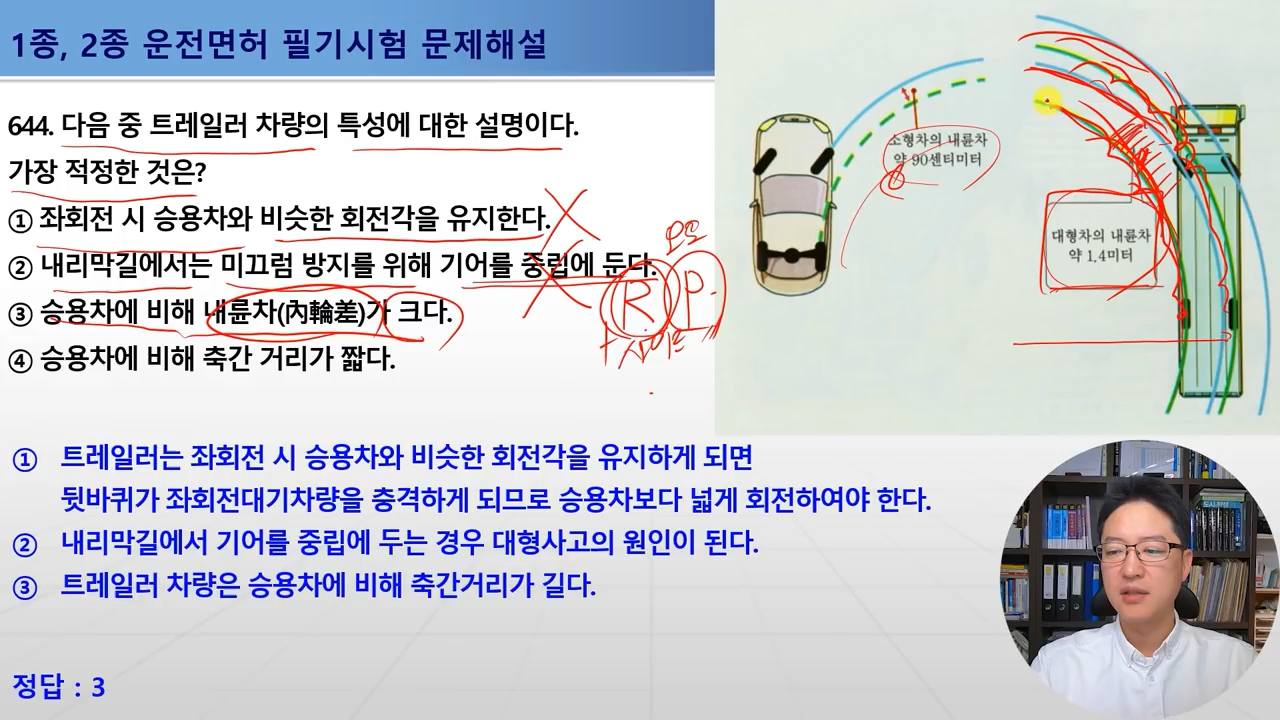 1종, 2종 운전면허 필기시험 문제해설
644. 다음 중 트레일러 차량의 특성에 대한 설명이다.
가장 적정한 것은?
① 좌회전 시 승용차와 비슷한 회전각을 유지한다.
② 내리막길에서는 미끄럼 방지를 위해 기어를 중립에 둔다.
③ 승용차에 비해 내륜차(內輪差)가 크다.
④ 승용차에 비해 축간 거리가 짧다.
R P
소형차의 내륜차
약 90센티미터
대형차의 내륜차
약 1.4미터
① 트레일러는 좌회전 시 승용차와 비슷한 회전각을 유지하게 되면
뒷바퀴가 좌회전대기차량을 충격하게 되므로 승용차보다 넓게 회전하여야 한다.
② 내리막길에서 기어를 중립에 두는 경우 대형사고의 원인이 된다.
③ 트레일러 차량은 승용차에 비해 축간거리가 길다.
정답 : 3